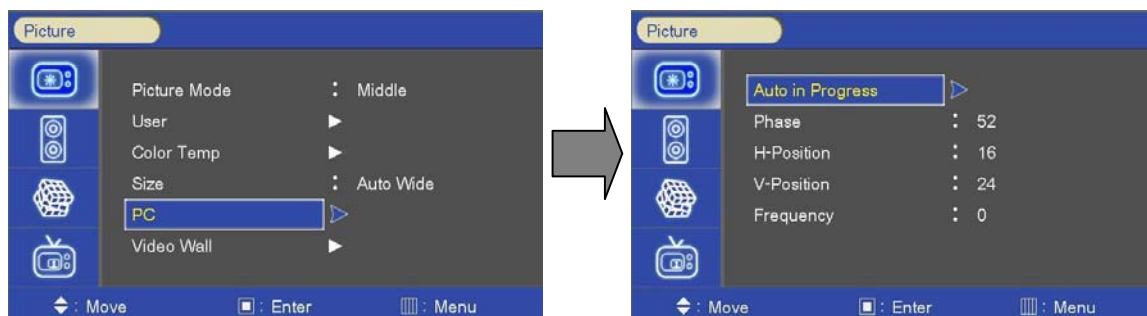 Picture
Picture Mode : Middle
User ▶
Color Temp ▶
Size : Auto Wide
PC ▷
Video Wall ▶
: Move : Enter : Menu
Picture
Auto in Progress ▷
Phase : 52
H-Position : 16
V-Position : 24
Frequency : 0
: Move : Enter : Menu